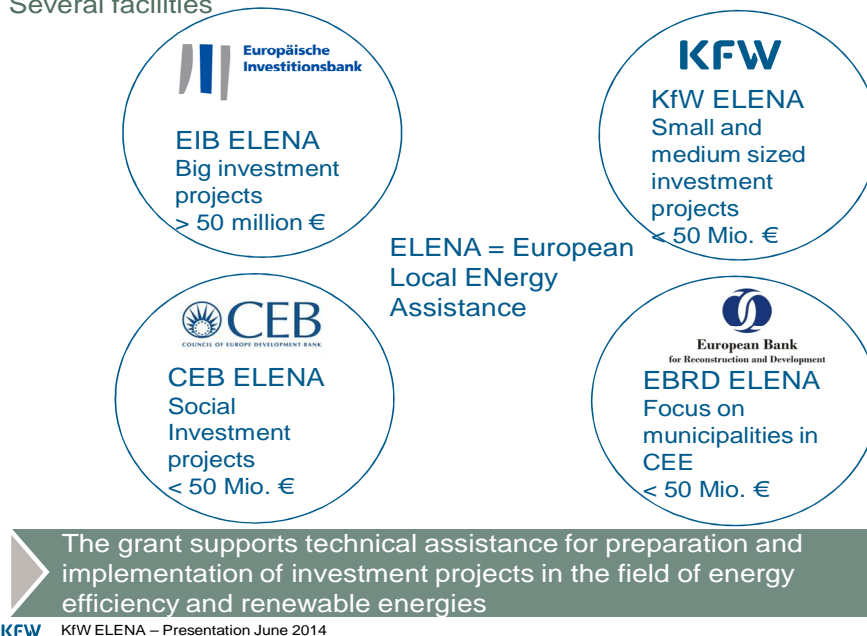 Several facilities
Europäische
Investitionsbank
EIB ELENA
Big investment
projects
> 50 million €
KFW
KfW ELENA
Small and
medium sized
investment
projects
< 50 Mio. €
ELENA = European
Local ENergy
Assistance
CEB
COUNCIL OF EUROPE DEVELOPMENT BANK
CEB ELENA
Social
Investment
projects
< 50 Mio. €
European Bank
for Reconstruction and Development
EBRD ELENA
Focus on
municipalities in
CEE
< 50 Mio. €
The grant supports technical assistance for preparation and
implementation of investment projects in the field of energy
efficiency and renewable energies
KFW KfW ELENA – Presentation June 2014